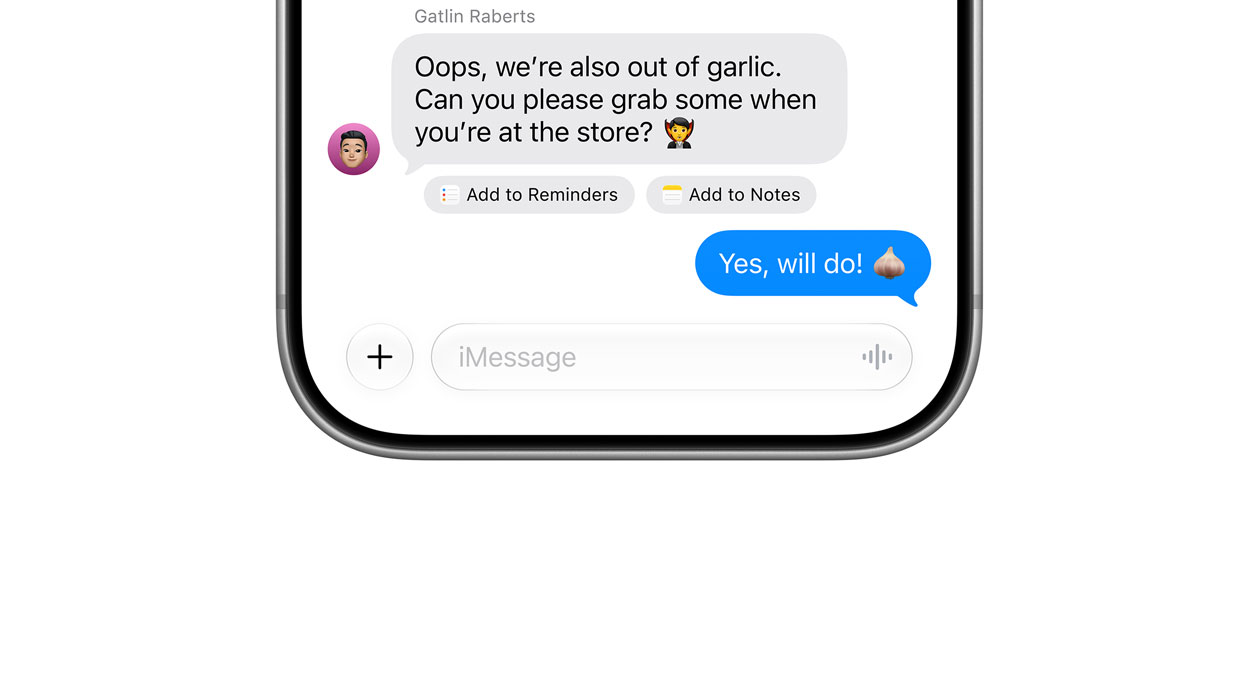 Gatlin Raberts
Oops, we’re also out of garlic.
Can you please grab some when
you’re at the store? 🧛
Add to Reminders
Add to Notes
Yes, will do! 🧄
iMessage